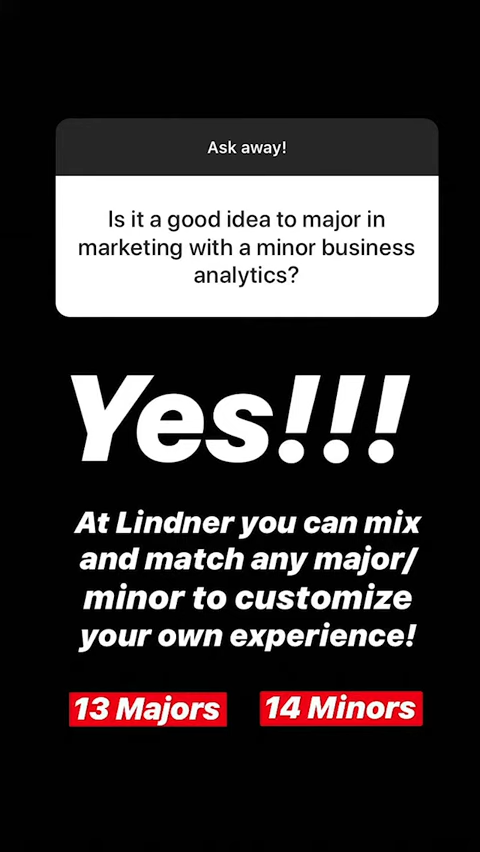 Ask away!
Is it a good idea to major in
marketing with a minor business
analytics?
Yes!!!
At Lindner you can mix
and match any major/
minor to customize
your own experience!
13 Majors 14 Minors